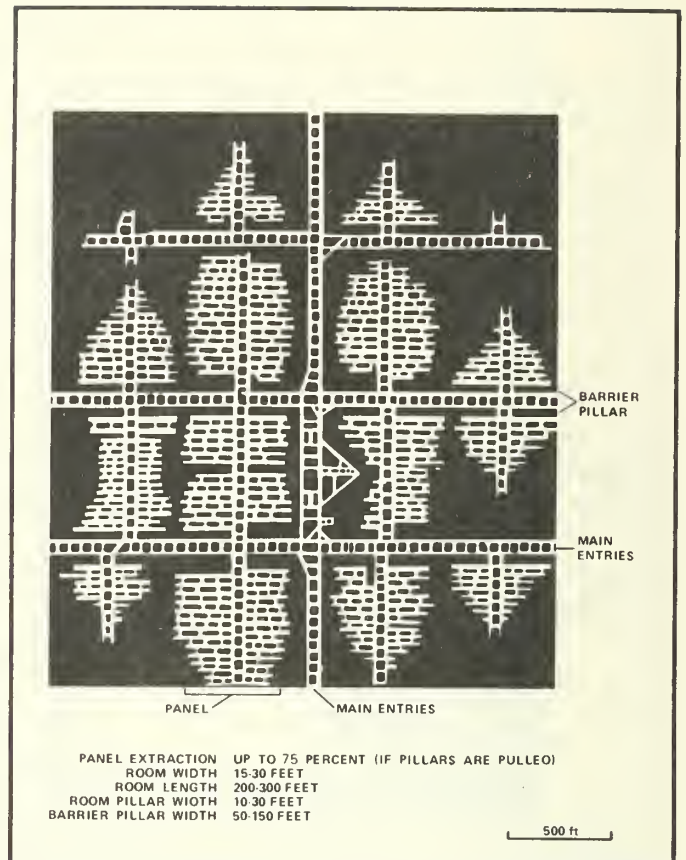 BARRIER
PILLAR
MAIN
ENTRIES
PANEL
MAIN ENTRIES
PANEL EXTRACTION UP TO 75 PERCENT (IF PILLARS ARE PULLEO)
ROOM WIDTH 15-30 FEET
ROOM LENGTH 200-300 FEET
ROOM PILLAR WIOTH 10-30 FEET
BARRIER PILLAR WIDTH 50-150 FEET
500 ft